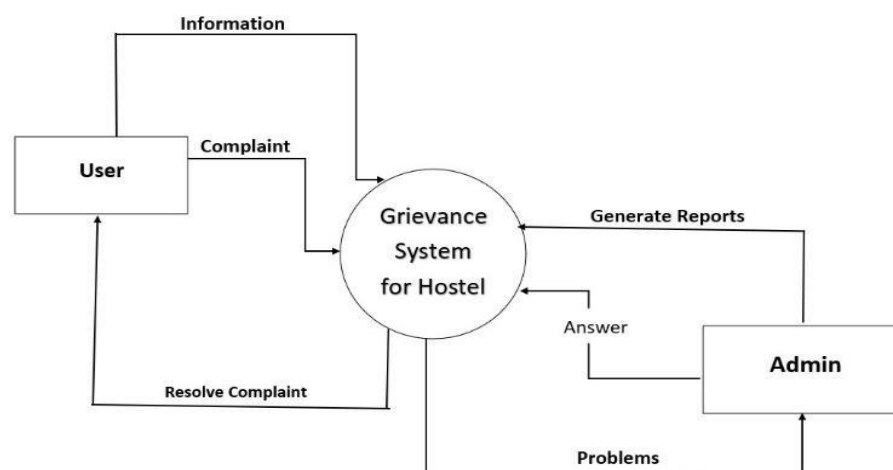 Information
Complaint
User
Grievance
System
for Hostel
Generate Reports
Answer
Admin
Resolve Complaint
Problems